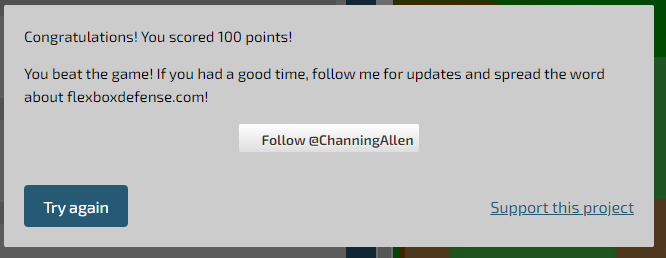 Congratulations! You scored 100 points!
You beat the game! If you had a good time, follow me for updates and spread the word
about flexboxdefense.com!
Follow @ChanningAllen
Try again
Support this project